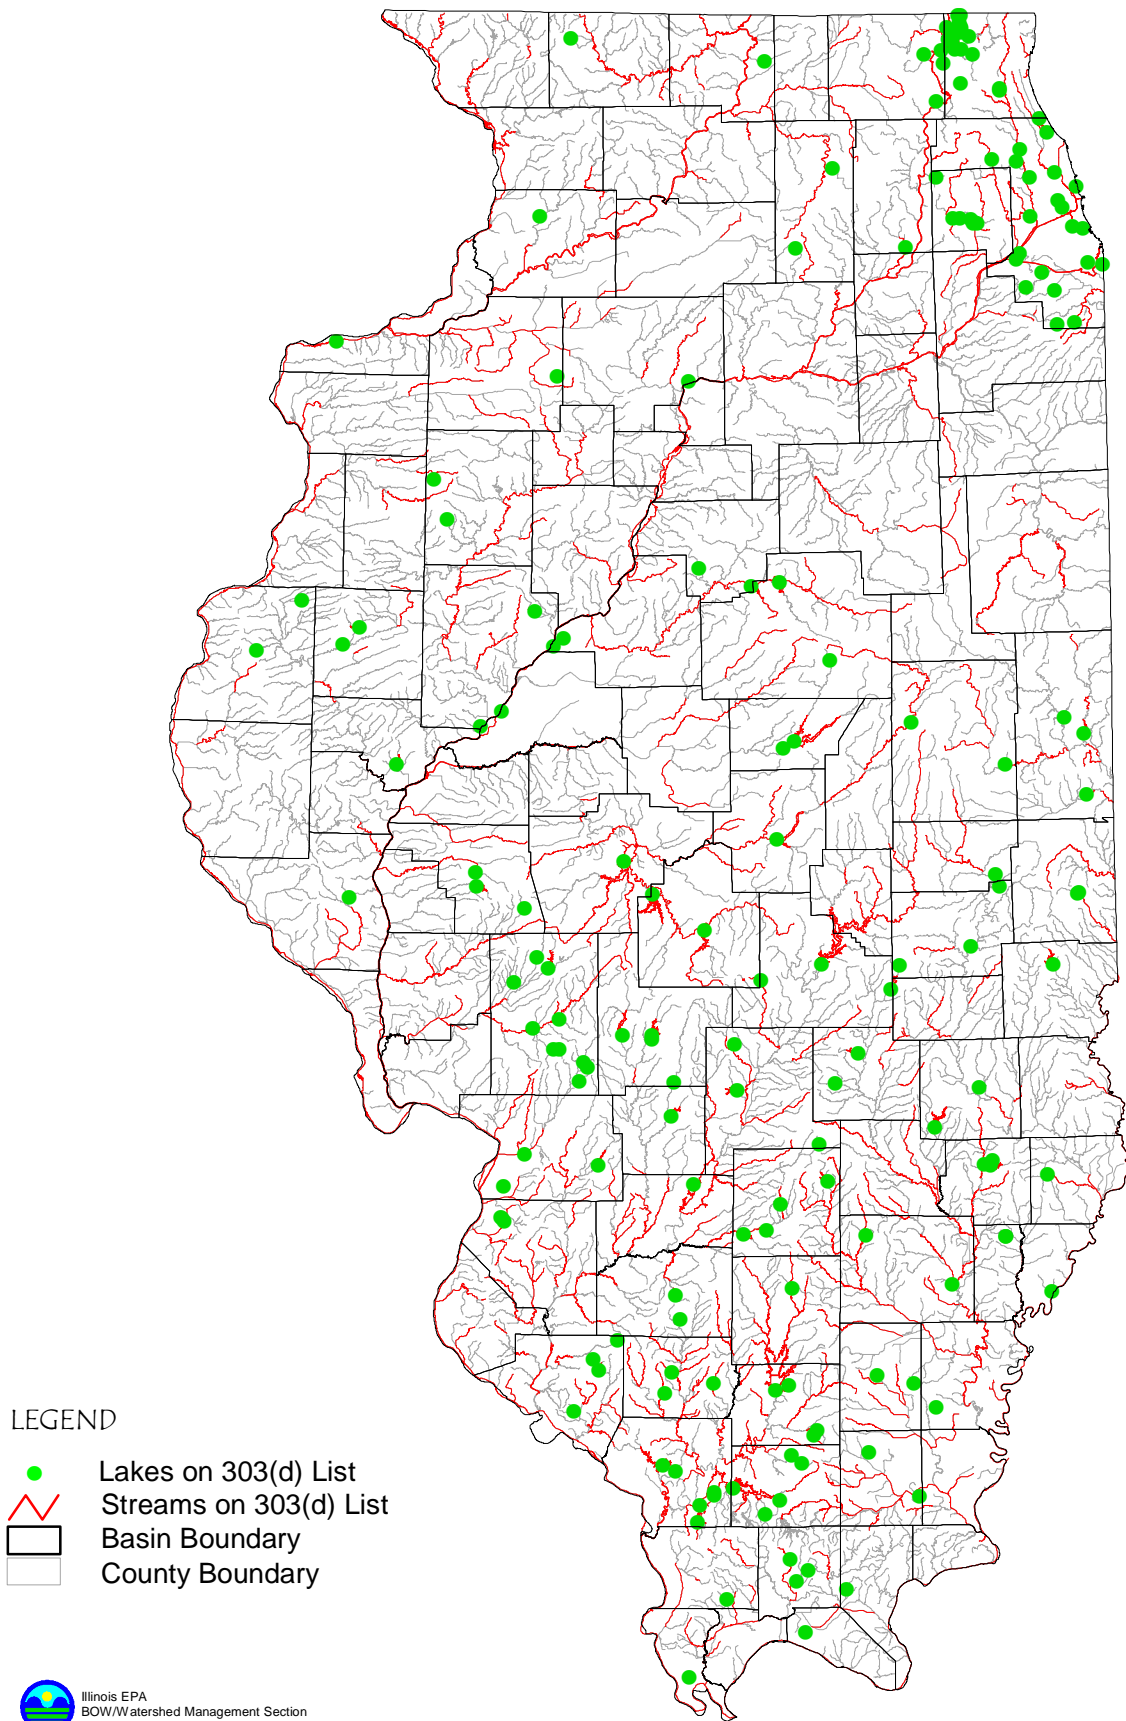 LEGEND
Lakes on 303(d) List
Streams on 303(d) List
Basin Boundary
County Boundary
Illinois EPA
BOW/Watershed Management Section